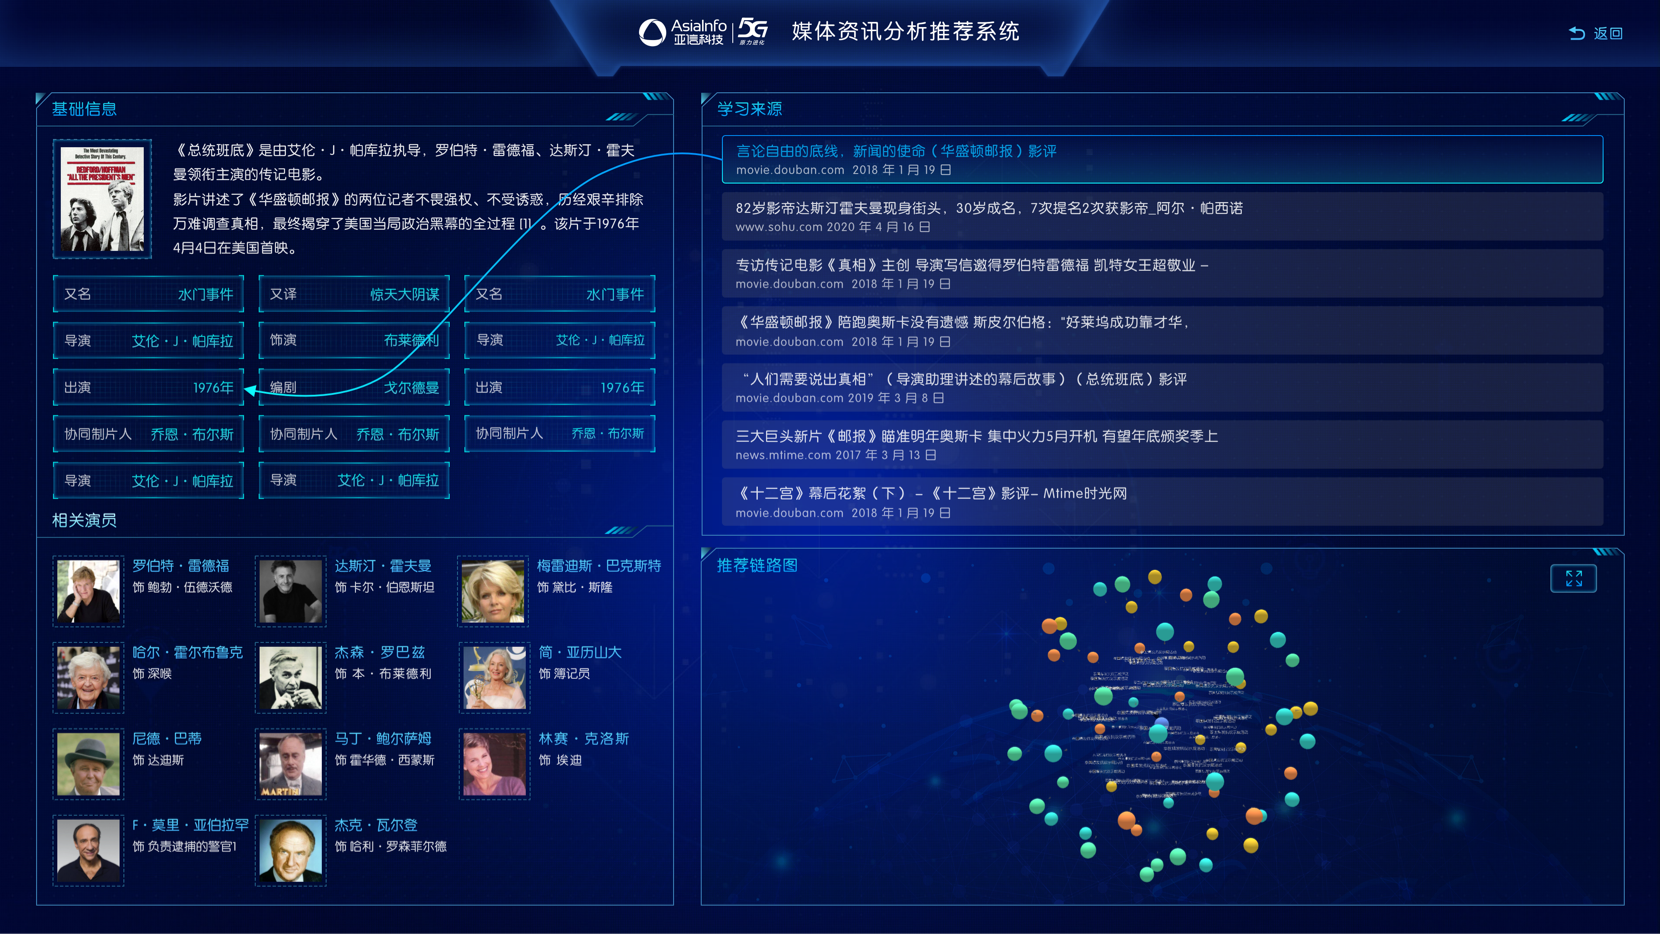 AsiaInfo
亚信科技
5G
原力进化
媒体资讯分析推荐系统
返回
基础信息
The Most Devastating
Detective Story Of This Century.
REDFORD/HOFFMAN
"ALL THE PRESIDENT'S MEN"
《总统班底》是由艾伦·J·帕库拉执导，罗伯特·雷德福、达斯汀·霍夫
曼领衔主演的传记电影。
影片讲述了《华盛顿邮报》的两位记者不畏强权、不受诱惑，历经艰辛排除
万难调查真相，最终揭穿了美国当局政治黑幕的全过程 [1] 。该片于1976年
4月4日在美国首映。
又名 水门事件
又译 惊天大阴谋
又名 水门事件
导演 艾伦·J·帕库拉
饰演 布莱德利
导演 艾伦·J·帕库拉
出演 1976年
编剧 戈尔德曼
出演 1976年
协同制片人 乔恩·布尔斯
协同制片人 乔恩·布尔斯
协同制片人 乔恩·布尔斯
导演 艾伦·J·帕库拉
导演 艾伦·J·帕库拉
相关演员
罗伯特·雷德福
饰 鲍勃·伍德沃德
达斯汀·霍夫曼
饰 卡尔·伯恩斯坦
梅雷迪斯·巴克斯特
饰 黛比·斯隆
哈尔·霍尔布鲁克
饰 深喉
杰森·罗巴兹
饰 本·布莱德利
简·亚历山大
饰 簿记员
尼德·巴蒂
饰 达迪斯
马丁·鲍尔萨姆
饰 霍华德·西蒙斯
MARTIN
林赛·克洛斯
饰 埃迪
F·莫里·亚伯拉罕
饰 负责逮捕的警官1
杰克·瓦尔登
饰 哈利·罗森菲尔德
学习来源
言论自由的底线，新闻的使命（华盛顿邮报）影评
movie.douban.com 2018 年 1 月 19 日
82岁影帝达斯汀霍夫曼现身街头，30岁成名，7次提名2次获影帝_阿尔·帕西诺
www.sohu.com 2020 年 4 月 16 日
专访传记电影《真相》主创 导演写信邀得罗伯特雷德福 凯特女王超敬业 –
movie.douban.com 2018 年 1 月 19 日
《华盛顿邮报》陪跑奥斯卡没有遗憾 斯皮尔伯格：“好莱坞成功靠才华，
movie.douban.com 2018 年 1 月 19 日
“人们需要说出真相”（导演助理讲述的幕后故事）（总统班底）影评
movie.douban.com 2019 年 3 月 8 日
三大巨头新片《邮报》瞄准明年奥斯卡 集中火力5月开机 有望年底颁奖季上
news.mtime.com 2017 年 3 月 13 日
《十二宫》幕后花絮（下） – 《十二宫》影评– Mtime时光网
movie.douban.com 2018 年 1 月 19 日
推荐链路图